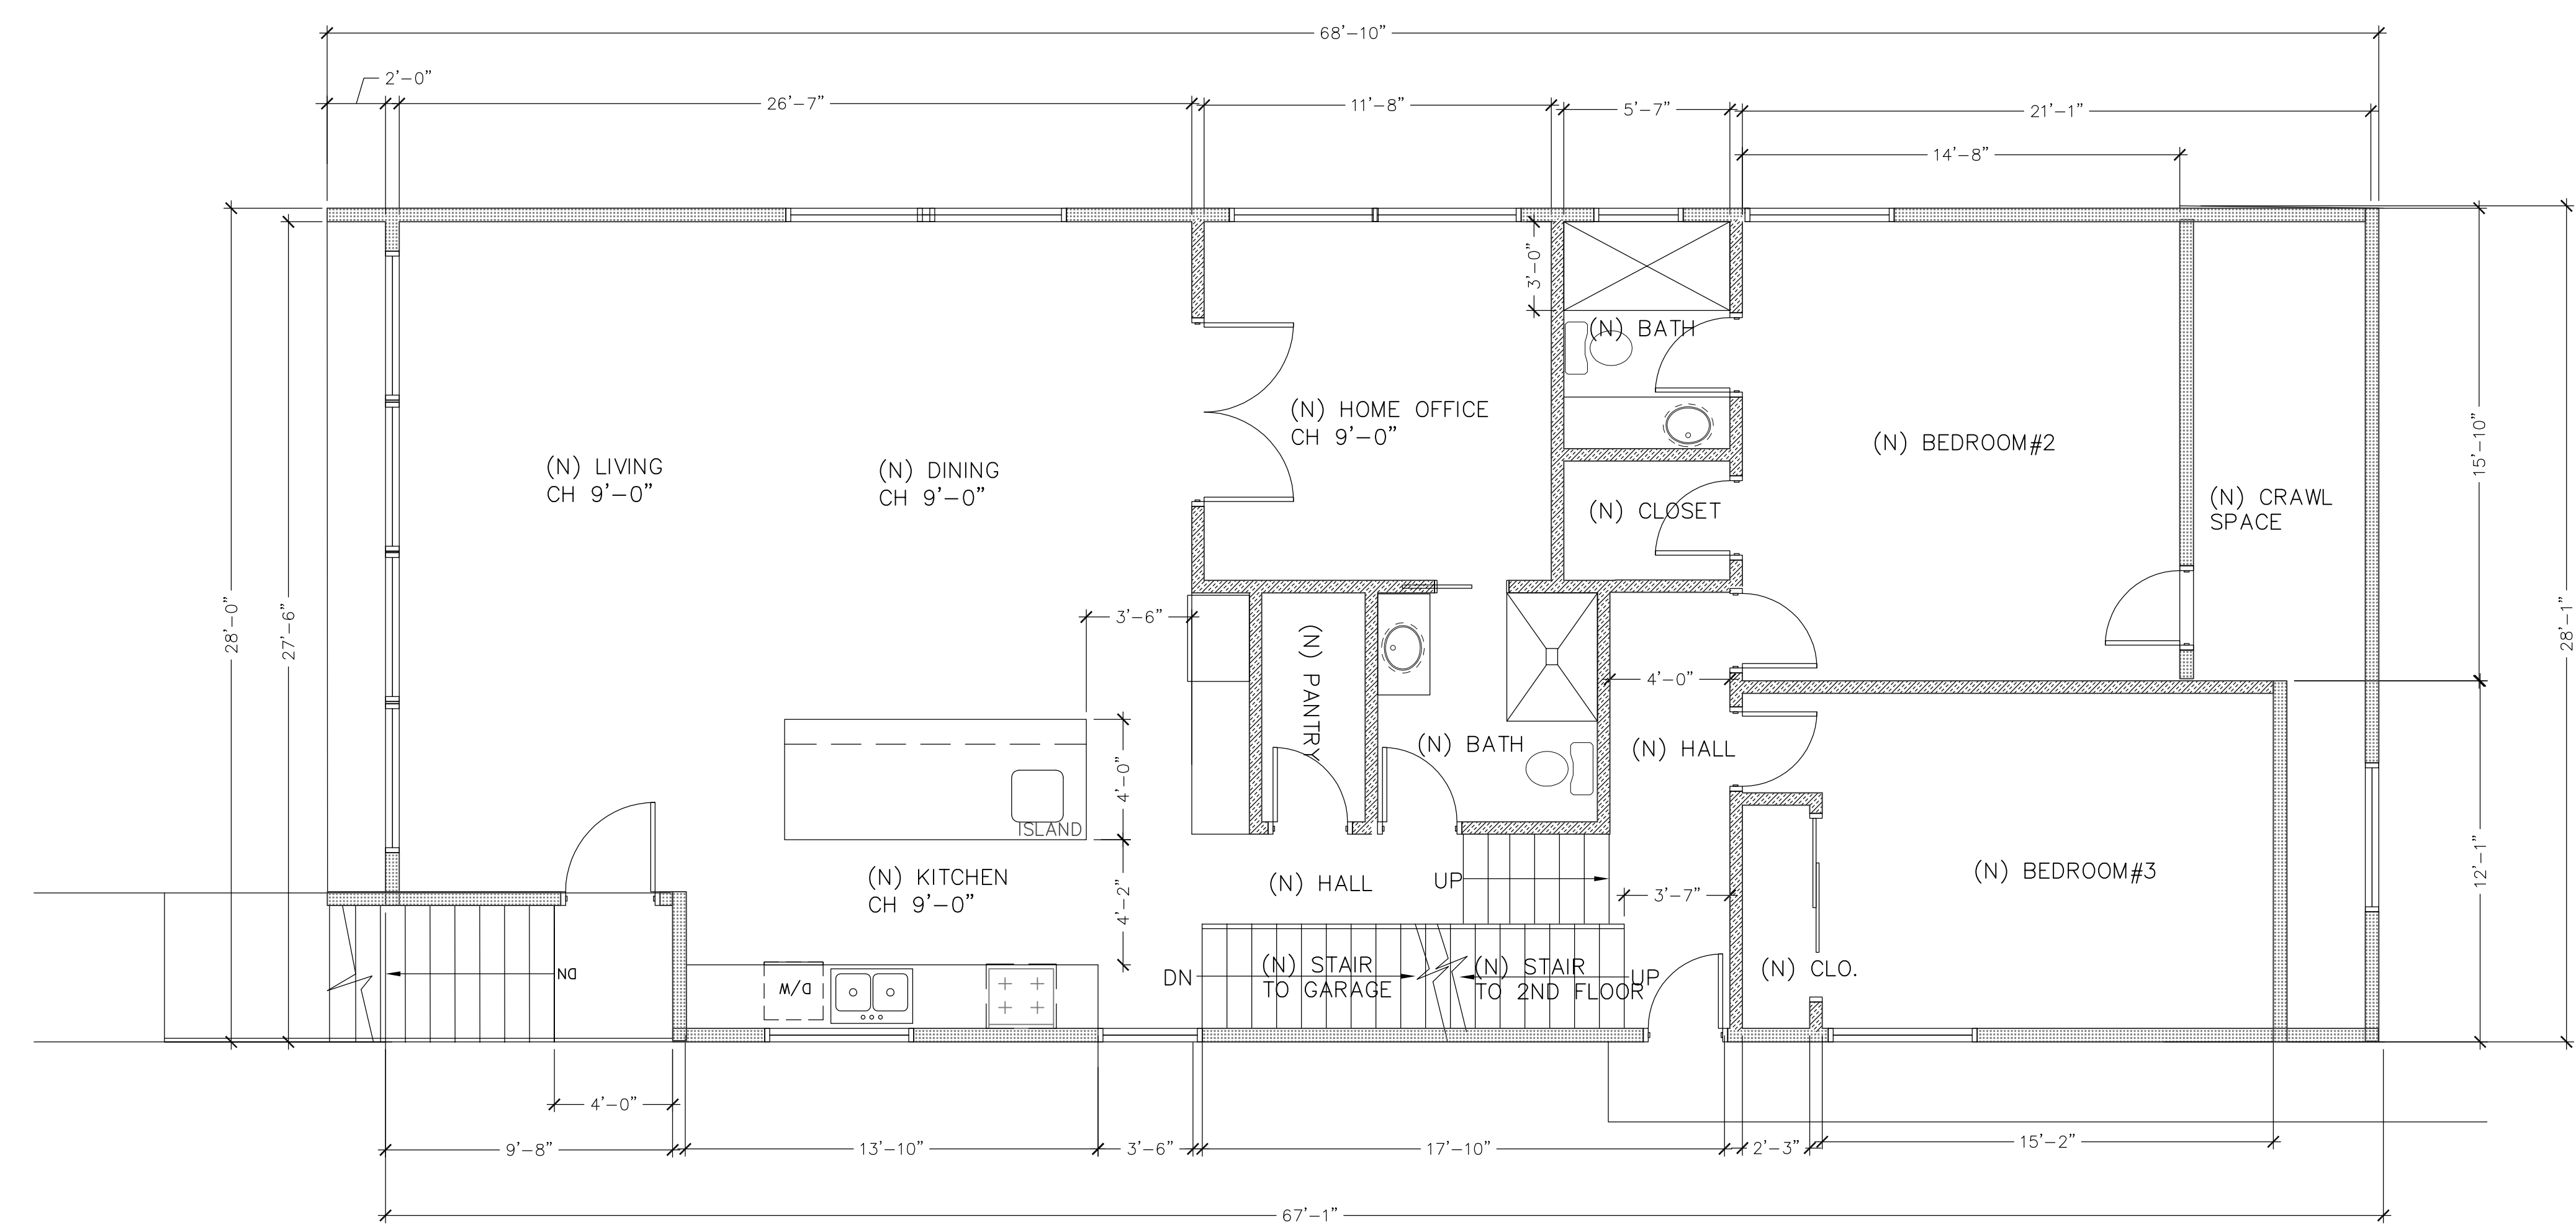 68'-10"
2'-0"
26'-7"
11'-8"
5'-7"
21'-1"
14'-8"
3'-0"
(N) BATH
(N) HOME OFFICE
CH 9'-0"
(N) BEDROOM#2
15'-10"
(N) LIVING
CH 9'-0"
(N) DINING
CH 9'-0"
(N) CLOSET
(N) CRAWL
SPACE
28'-0"
27'-6"
28'-1"
3'-6"
(N) PANTRY
4'-0"
(N) BATH
(N) HALL
4'-0"
ISLAND
(N) KITCHEN
CH 9'-0"
4'-2"
(N) HALL
UP
3'-7"
(N) BEDROOM#3
12'-1"
DN
D/W
DN
(N) STAIR
TO GARAGE
(N) STAIR
TO 2ND FLOOR
UP
(N) CLO.
4'-0"
9'-8"
13'-10"
3'-6"
17'-10"
2'-3"
15'-2"
67'-1"